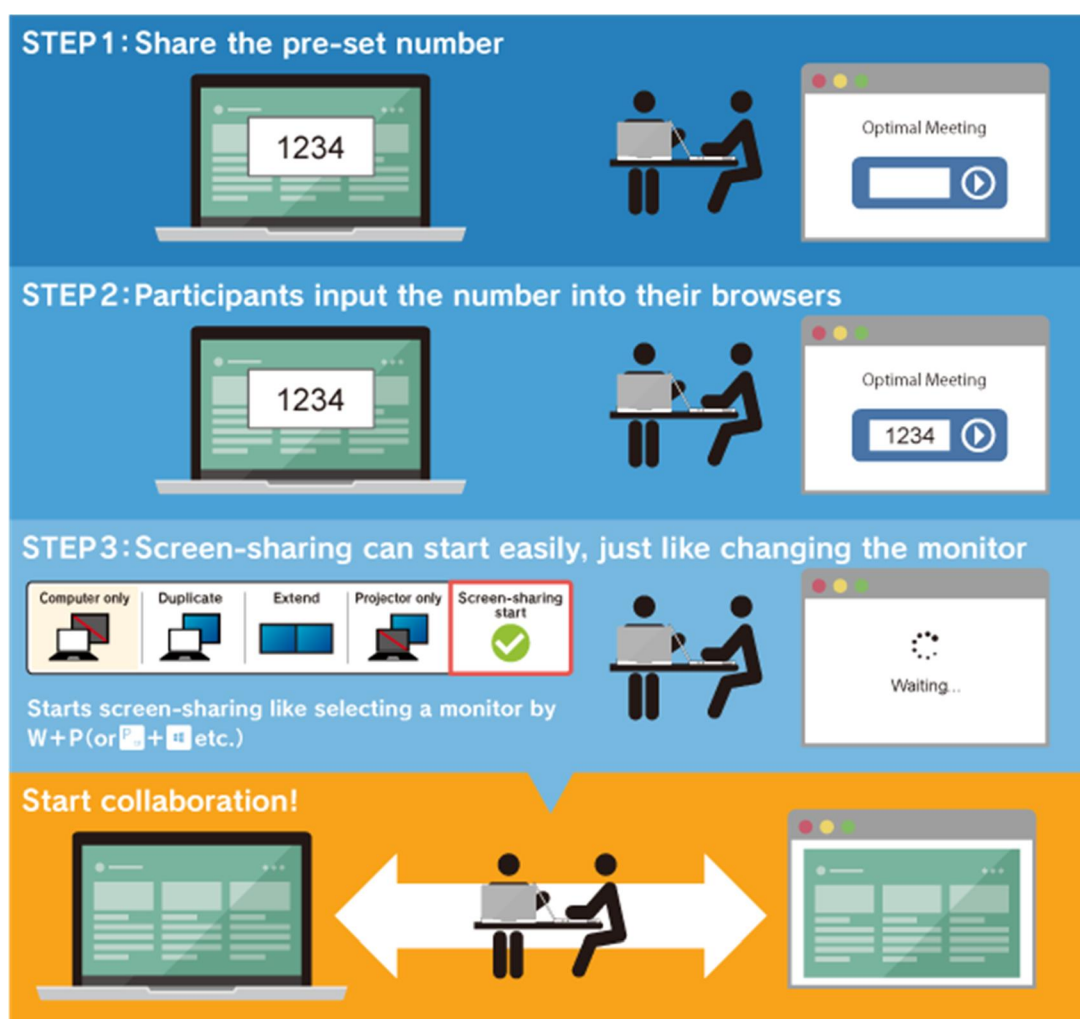 STEP1:Share the pre-set number
1234
Optimal Meeting
STEP2:Participants input the number into their browsers
1234
Optimal Meeting
1234
STEP3:Screen-sharing can start easily, just like changing the monitor
Computer only
Duplicate
Extend
Projector only
Screen-sharing
start
Waiting...
Starts screen-sharing like selecting a monitor by
W+P(or P + etc.)
Start collaboration!